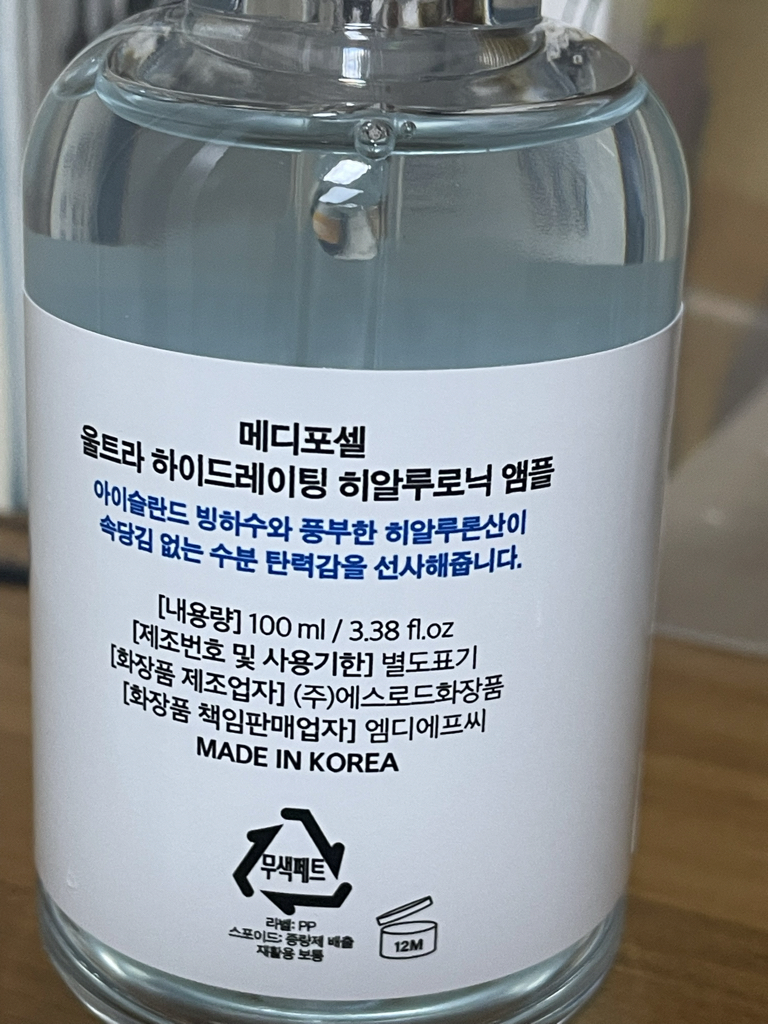 메디포셀
울트라 하이드레이팅 히알루로닉 앰플
아이슬란드 빙하수와 풍부한 히알루론산이
속당김 없는 수분 탄력감을 선사해줍니다.
[내용량] 100 ml / 3.38 fl.oz
[제조번호 및 사용기한] 별도표기
[화장품 제조업자] (주)에스로드화장품
[화장품 책임판매업자] 엠디에프씨
MADE IN KOREA
무색페트
라벨: PP
스포이드: 종량제 배출
재활용 보통
12M